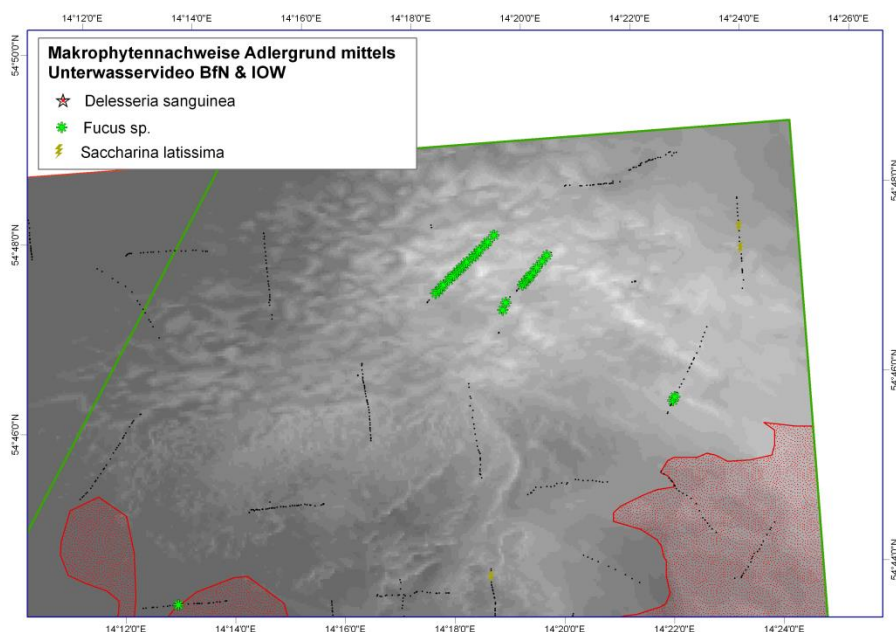 14°12'0"E 14°14'0"E 14°16'0"E 14°18'0"E 14°20'0"E 14°22'0"E 14°24'0"E 14°26'0"E
54°50'0"N
Makrophytennachweise Adlergrund mittels
Unterwasservideo BfN & IOW
Delesseria sanguinea
Fucus sp.
Saccharina latissima
54°48'0"N
54°48'0"N
54°46'0"N
54°46'0"N
54°44'0"N
14°12'0"E 14°14'0"E 14°16'0"E 14°18'0"E 14°20'0"E 14°22'0"E 14°24'0"E